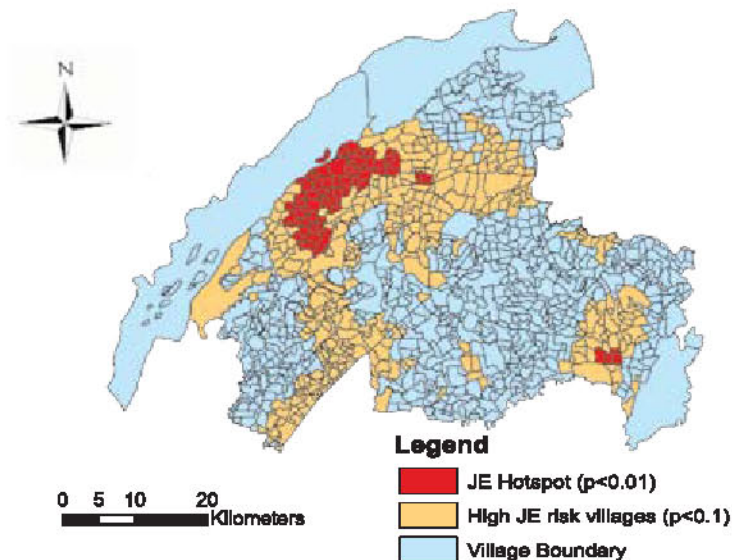 N
Legend
JE Hotspot (p<0.01)
High JE risk villages (p<0.1)
Village Boundary
0 5 10 20
Kilometers